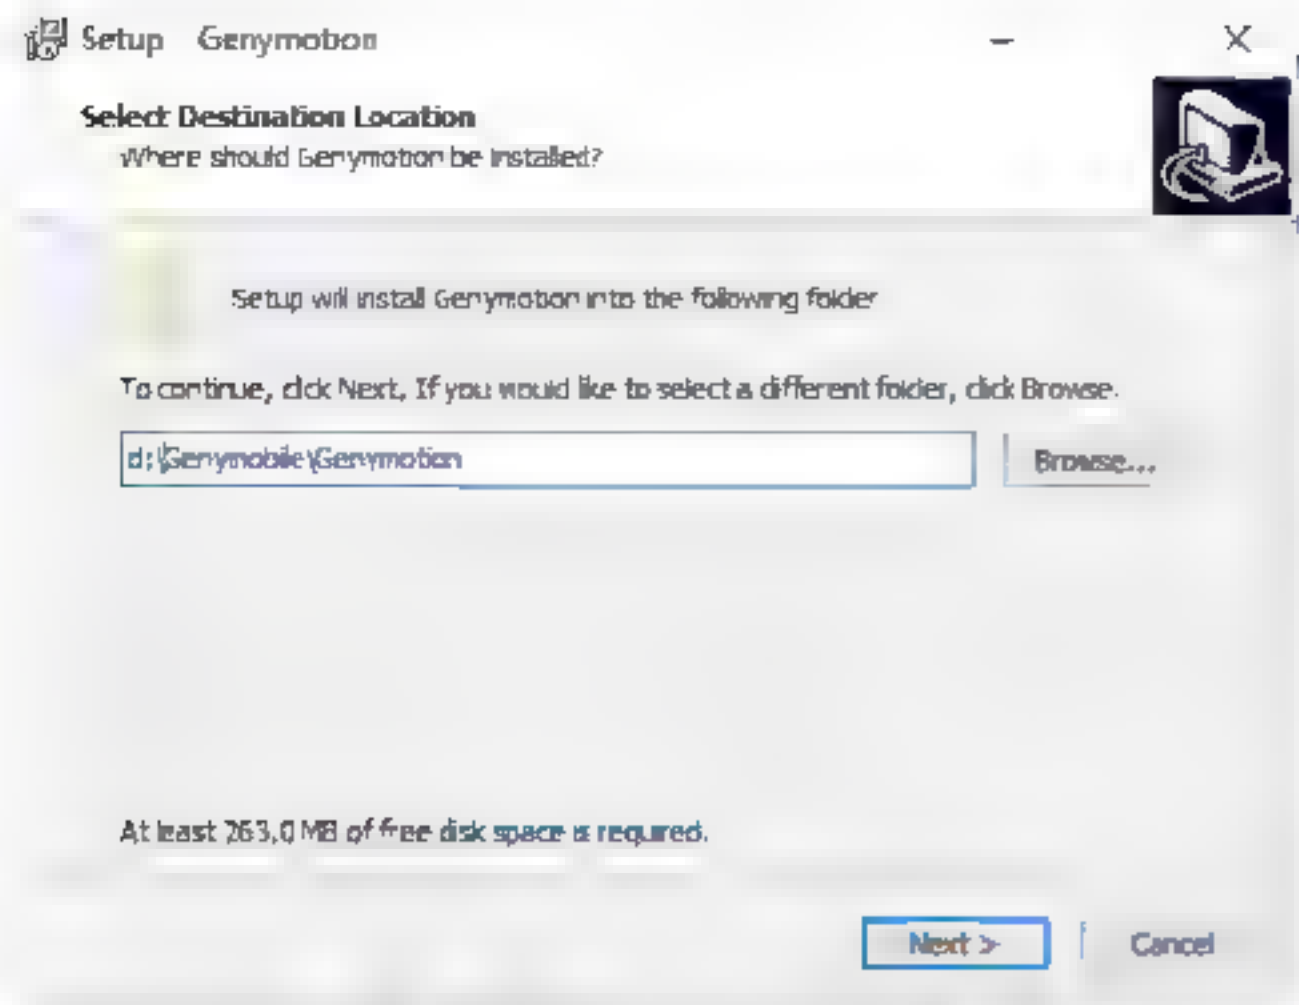 Setup Genymotion
Select Destination Location
Where should Genymotion be installed?
Setup will install Genymotion into the following folder
To continue, click Next. If you would like to select a different folder, click Browse.
d:\Genymobile\Genymotion
Browse...
At least 263.0 MB of free disk space is required.
Next >
Cancel